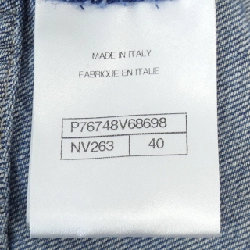 MADE IN ITALY
FABRIQUE EN ITALIE
P76748V68698
NV263 40